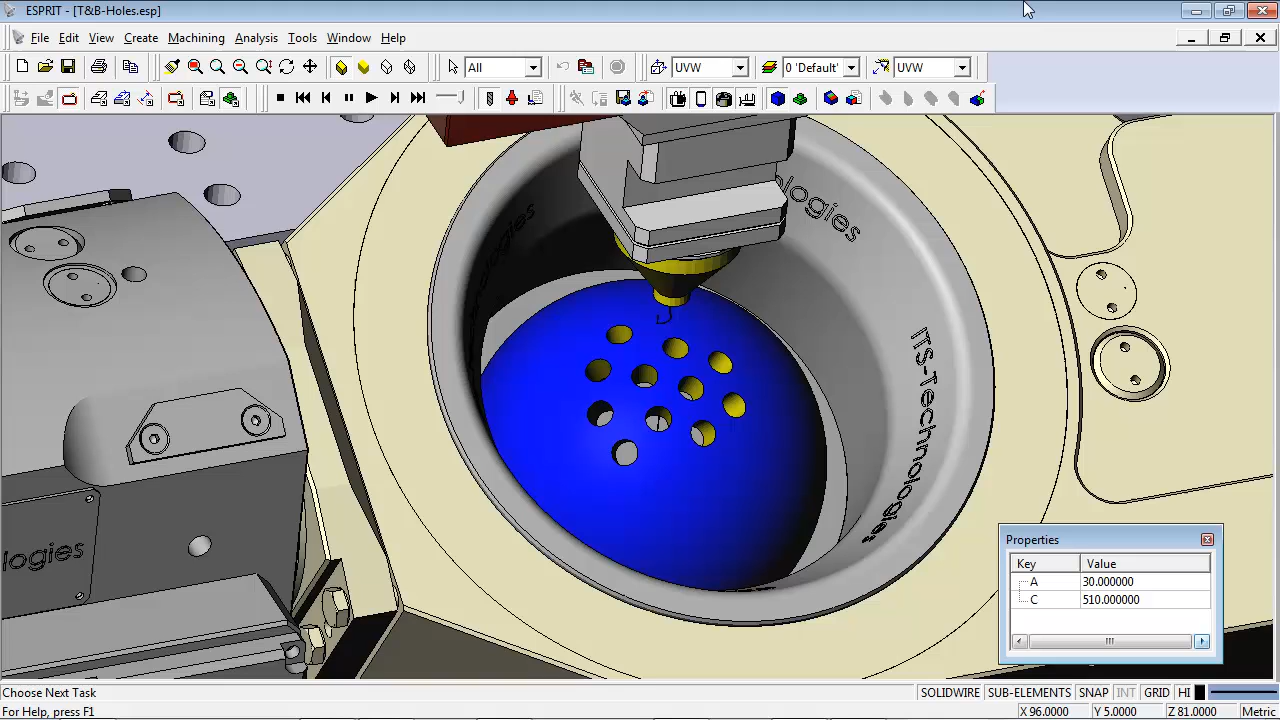 ESPRIT - [T&B-Holes.esp]
File Edit View Create Machining Analysis Tools Window Help
All UVW 0 'Default' UVW
ologies
ologies
ITS-Technologies
logies
Properties
Key Value
A 30.000000
C 510.000000
Choose Next Task SOLIDWIRE SUB-ELEMENTS SNAP INT GRID HI
For Help, press F1 X 96.0000 Y 5.0000 Z 81.0000 Metric